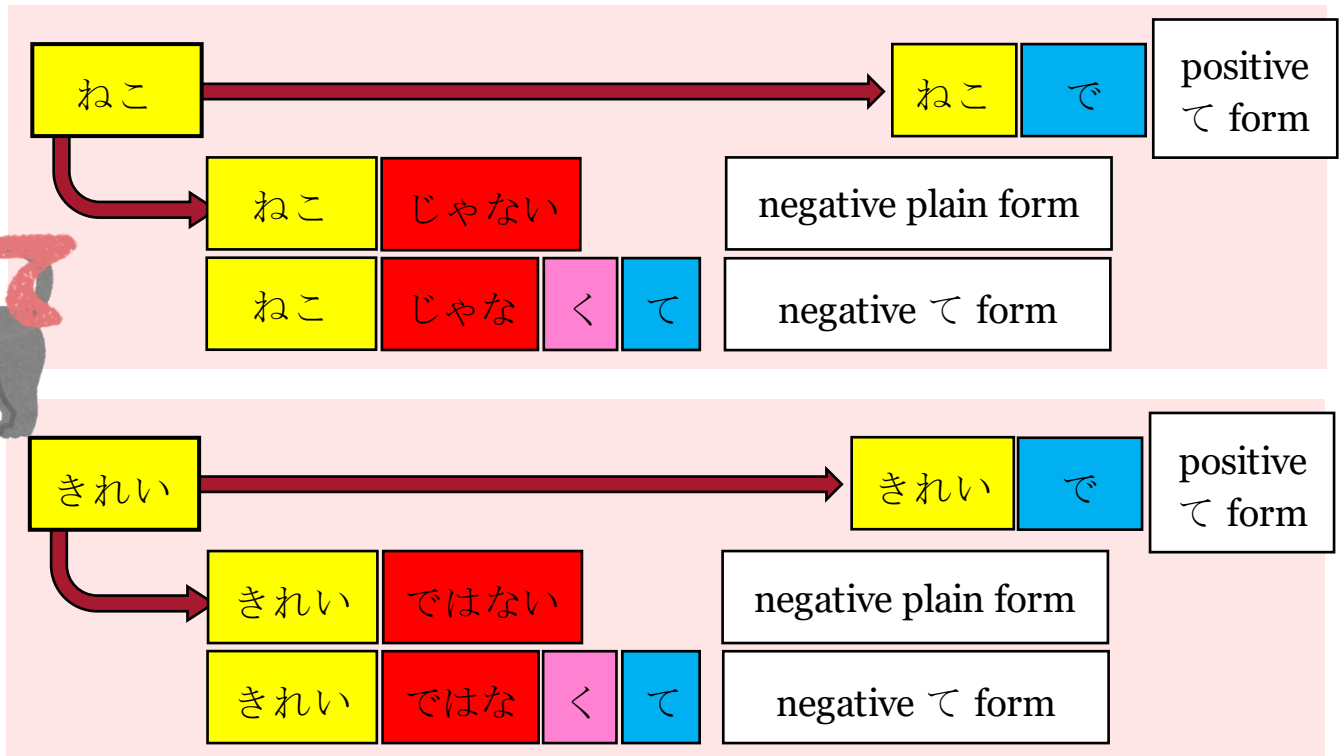 ねこ ねこ で positive
て form
ねこ じゃない negative plain form
ねこ じゃな く て negative て form
きれい きれい で positive
て form
きれい ではない negative plain form
きれい ではな く て negative て form